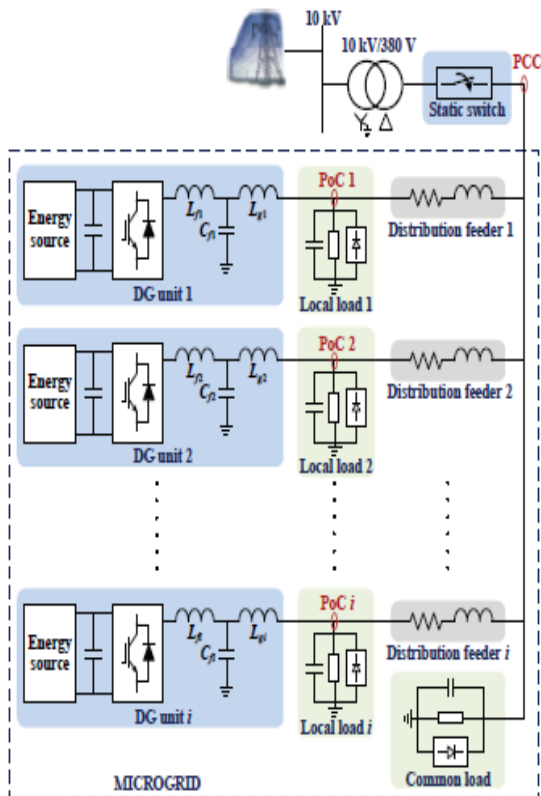 10 kV
10 kV/380 V
PCC
Static switch
PoC 1
Energy
source
Lf1
Cf1
Lg1
Distribution feeder 1
DG unit 1
Local load 1
PoC 2
Energy
source
Lf2
Cf2
Lg2
Distribution feeder 2
DG unit 2
Local load 2
PoC i
Energy
source
Lfi
Cfi
Lgi
Distribution feeder i
DG unit i
Local load i
MICROGRID
Common load